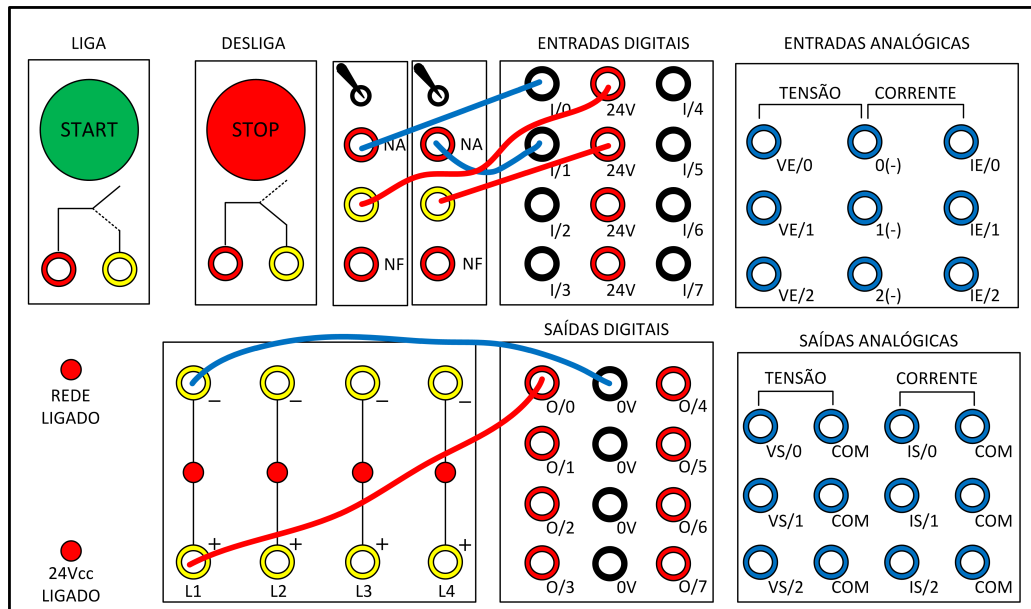 LIGA
DESLIGA
ENTRADAS DIGITAIS
ENTRADAS ANALÓGICAS
START
STOP
NA
NA
NF
NF
I/0
24V
I/4
I/1
24V
I/5
I/2
24V
I/6
I/3
24V
I/7
TENSÃO
CORRENTE
VE/0
0(-)
IE/0
VE/1
1(-)
IE/1
VE/2
2(-)
IE/2
REDE
LIGADO
24Vcc
LIGADO
−
−
−
−
+
+
+
+
L1
L2
L3
L4
SAÍDAS DIGITAIS
O/0
0V
O/4
O/1
0V
O/5
O/2
0V
O/6
O/3
0V
O/7
SAÍDAS ANALÓGICAS
TENSÃO
CORRENTE
VS/0
COM
IS/0
COM
VS/1
COM
IS/1
COM
VS/2
COM
IS/2
COM